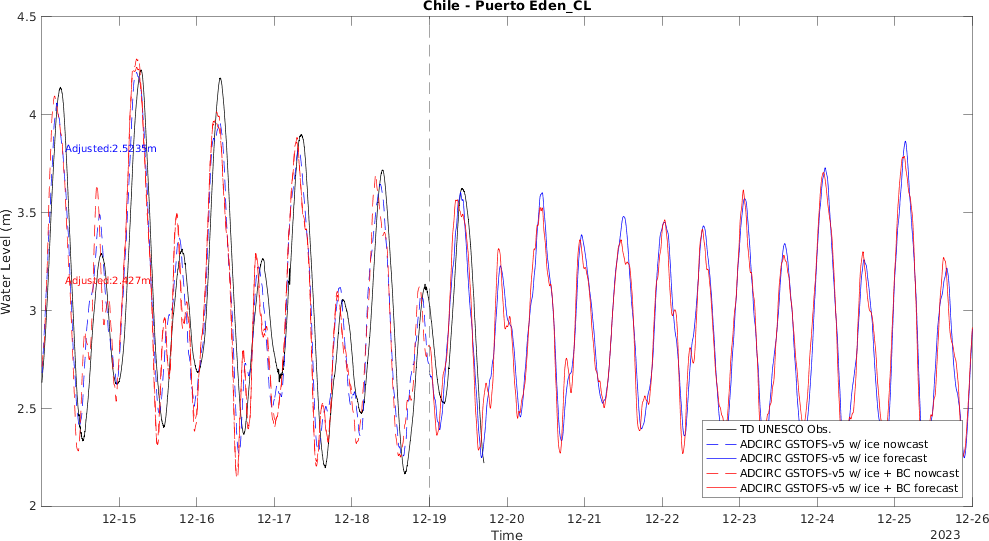 Chile - Puerto Eden_CL
Water Level (m)
4.5
4
3.5
3
2.5
2
Adjusted:2.5235m
Adjusted:2.427m
TD UNESCO Obs.
ADCIRC GSTOFS-v5 w/ ice nowcast
ADCIRC GSTOFS-v5 w/ ice forecast
ADCIRC GSTOFS-v5 w/ ice + BC nowcast
ADCIRC GSTOFS-v5 w/ ice + BC forecast
12-15 12-16 12-17 12-18 12-19 12-20 12-21 12-22 12-23 12-24 12-25 12-26
Time
2023